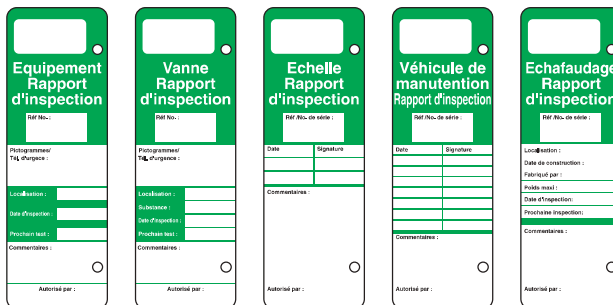 Equipement
Rapport
d'inspection
Réf No. :
Pictogrammes/
Tél. d'urgece :
Localisation :
Date d'inspection :
Prochain test :
Commentaires :
Autorisé par :
Vanne
Rapport
d'inspection
Réf No. :
Pictogrammes/
Tél. d'urgece :
Localisation :
Substance :
Date d'inspection :
Prochain test :
Commentaires :
Autorisé par :
Echelle
Rapport
d'inspection
Réf /No. de série :
Date Signature
Commentaires :
Autorisé par :
Véhicule de
manutention
Rapport d'inspection
Réf /No. de série :
Date Signature
Commentaires :
Autorisé par :
Echafaudage
Rapport
d'inspection
Réf /No. de série :
Localisation :
Date de construction :
Fabriqué par :
Poids maxi :
Date d'inspection:
Prochaine inspection:
Commentaires :
Autorisé par :